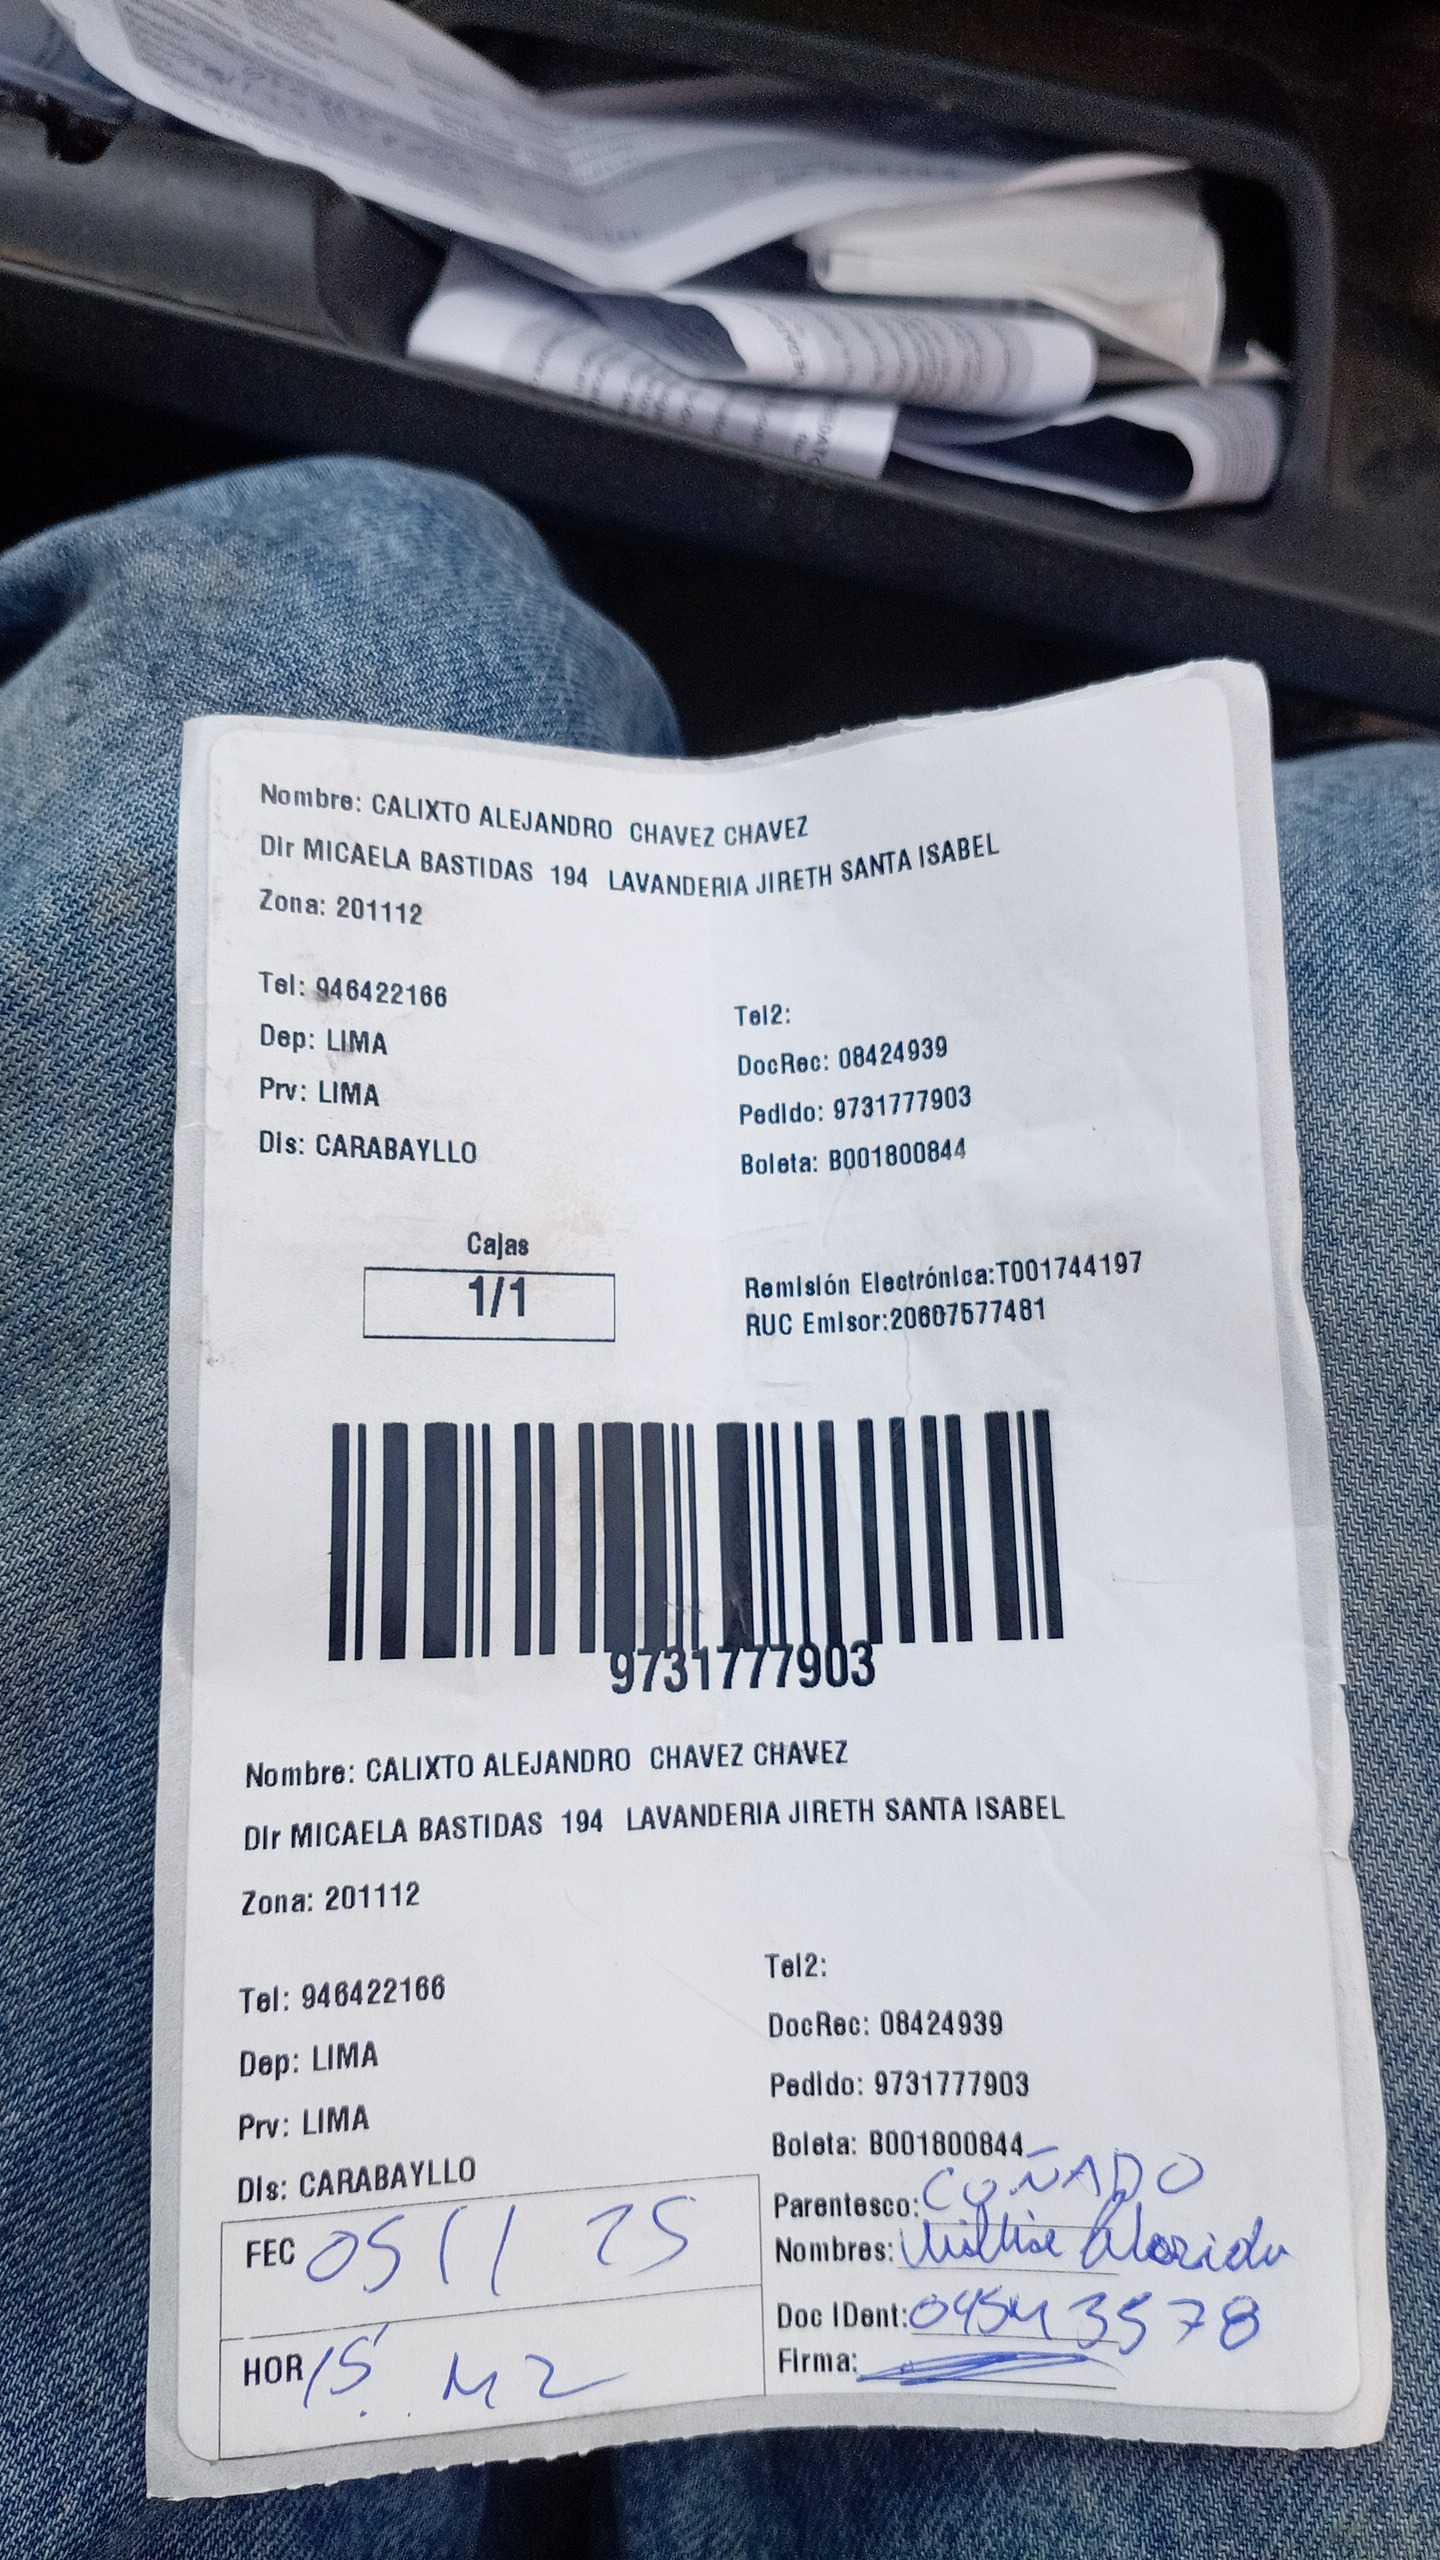 Nombre: CALIXTO ALEJANDRO CHAVEZ CHAVEZ
Dir MICAELA BASTIDAS 194 LAVANDERIA JIRETH SANTA ISABEL
Zona: 201112
Tel: 946422166
Tel2:
Dep: LIMA
DocRec: 08424939
Prv: LIMA
Pedido: 9731777903
Dis: CARABAYLLO
Boleta: B001800844
Cajas
1/1
Remisión Electrónica:T001744197
RUC Emisor:20607577481
9731777903
Nombre: CALIXTO ALEJANDRO CHAVEZ CHAVEZ
Dir MICAELA BASTIDAS 194 LAVANDERIA JIRETH SANTA ISABEL
Zona: 201112
Tel: 946422166
Tel2:
Dep: LIMA
DocRec: 08424939
Prv: LIMA
Pedido: 9731777903
Dis: CARABAYLLO
Boleta: B001800844
Parentesco: COÑADO
FEC 05 11 25
Nombres:
Doc IDent:
HOR 15
Firma: